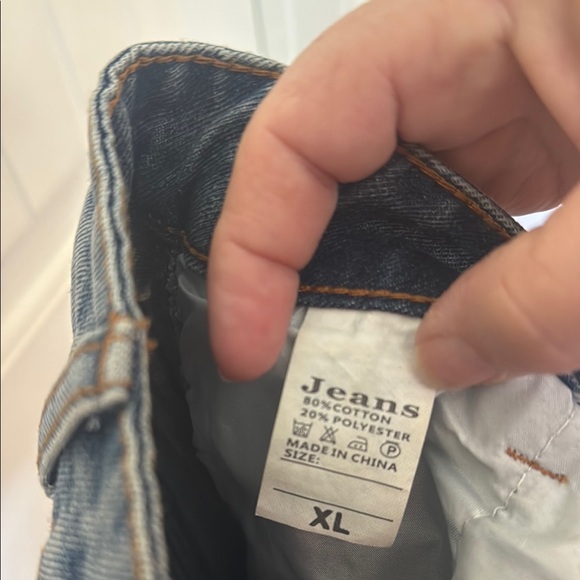 Jeans
80%COTTON
20% POLYESTER
P
MADE IN CHINA
SIZE:
XL